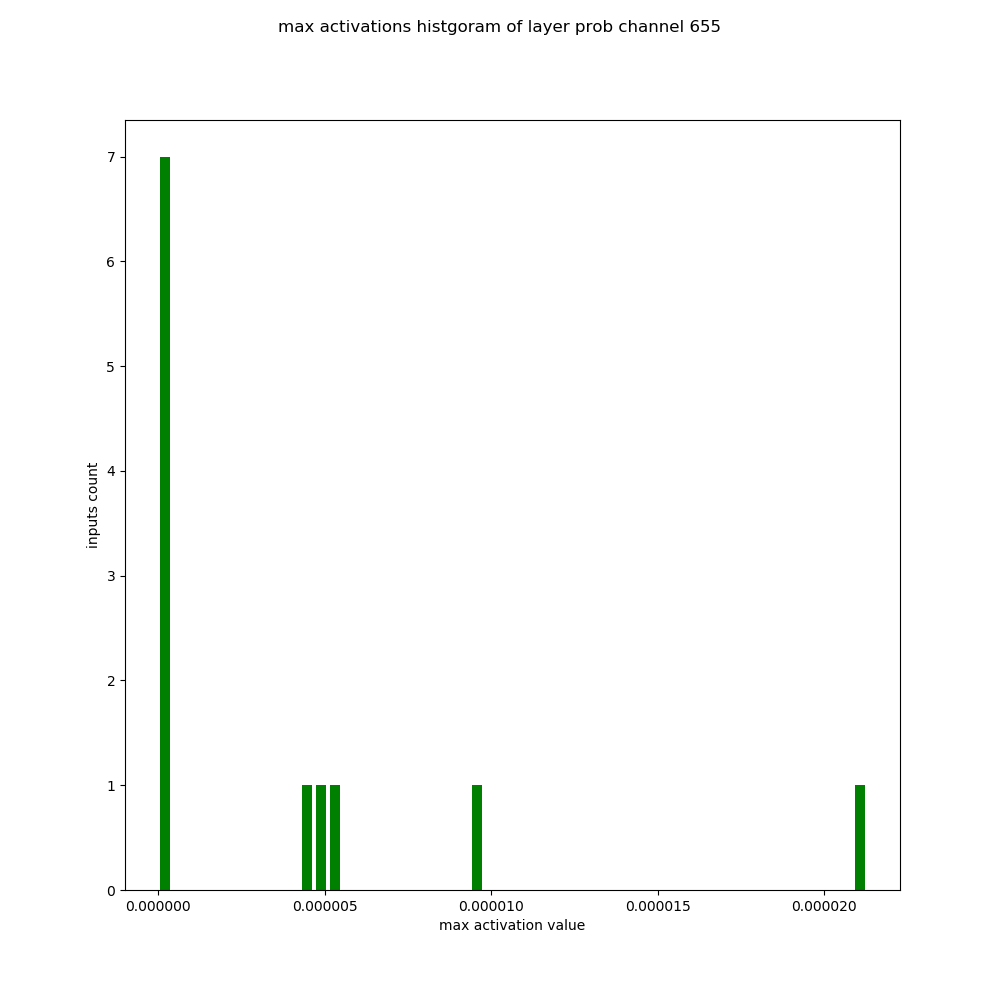 max activations histgoram of layer prob channel 655
7
6
5
4
3
2
1
0
inputs count
0.000000 0.000005 0.000010 0.000015 0.000020
max activation value